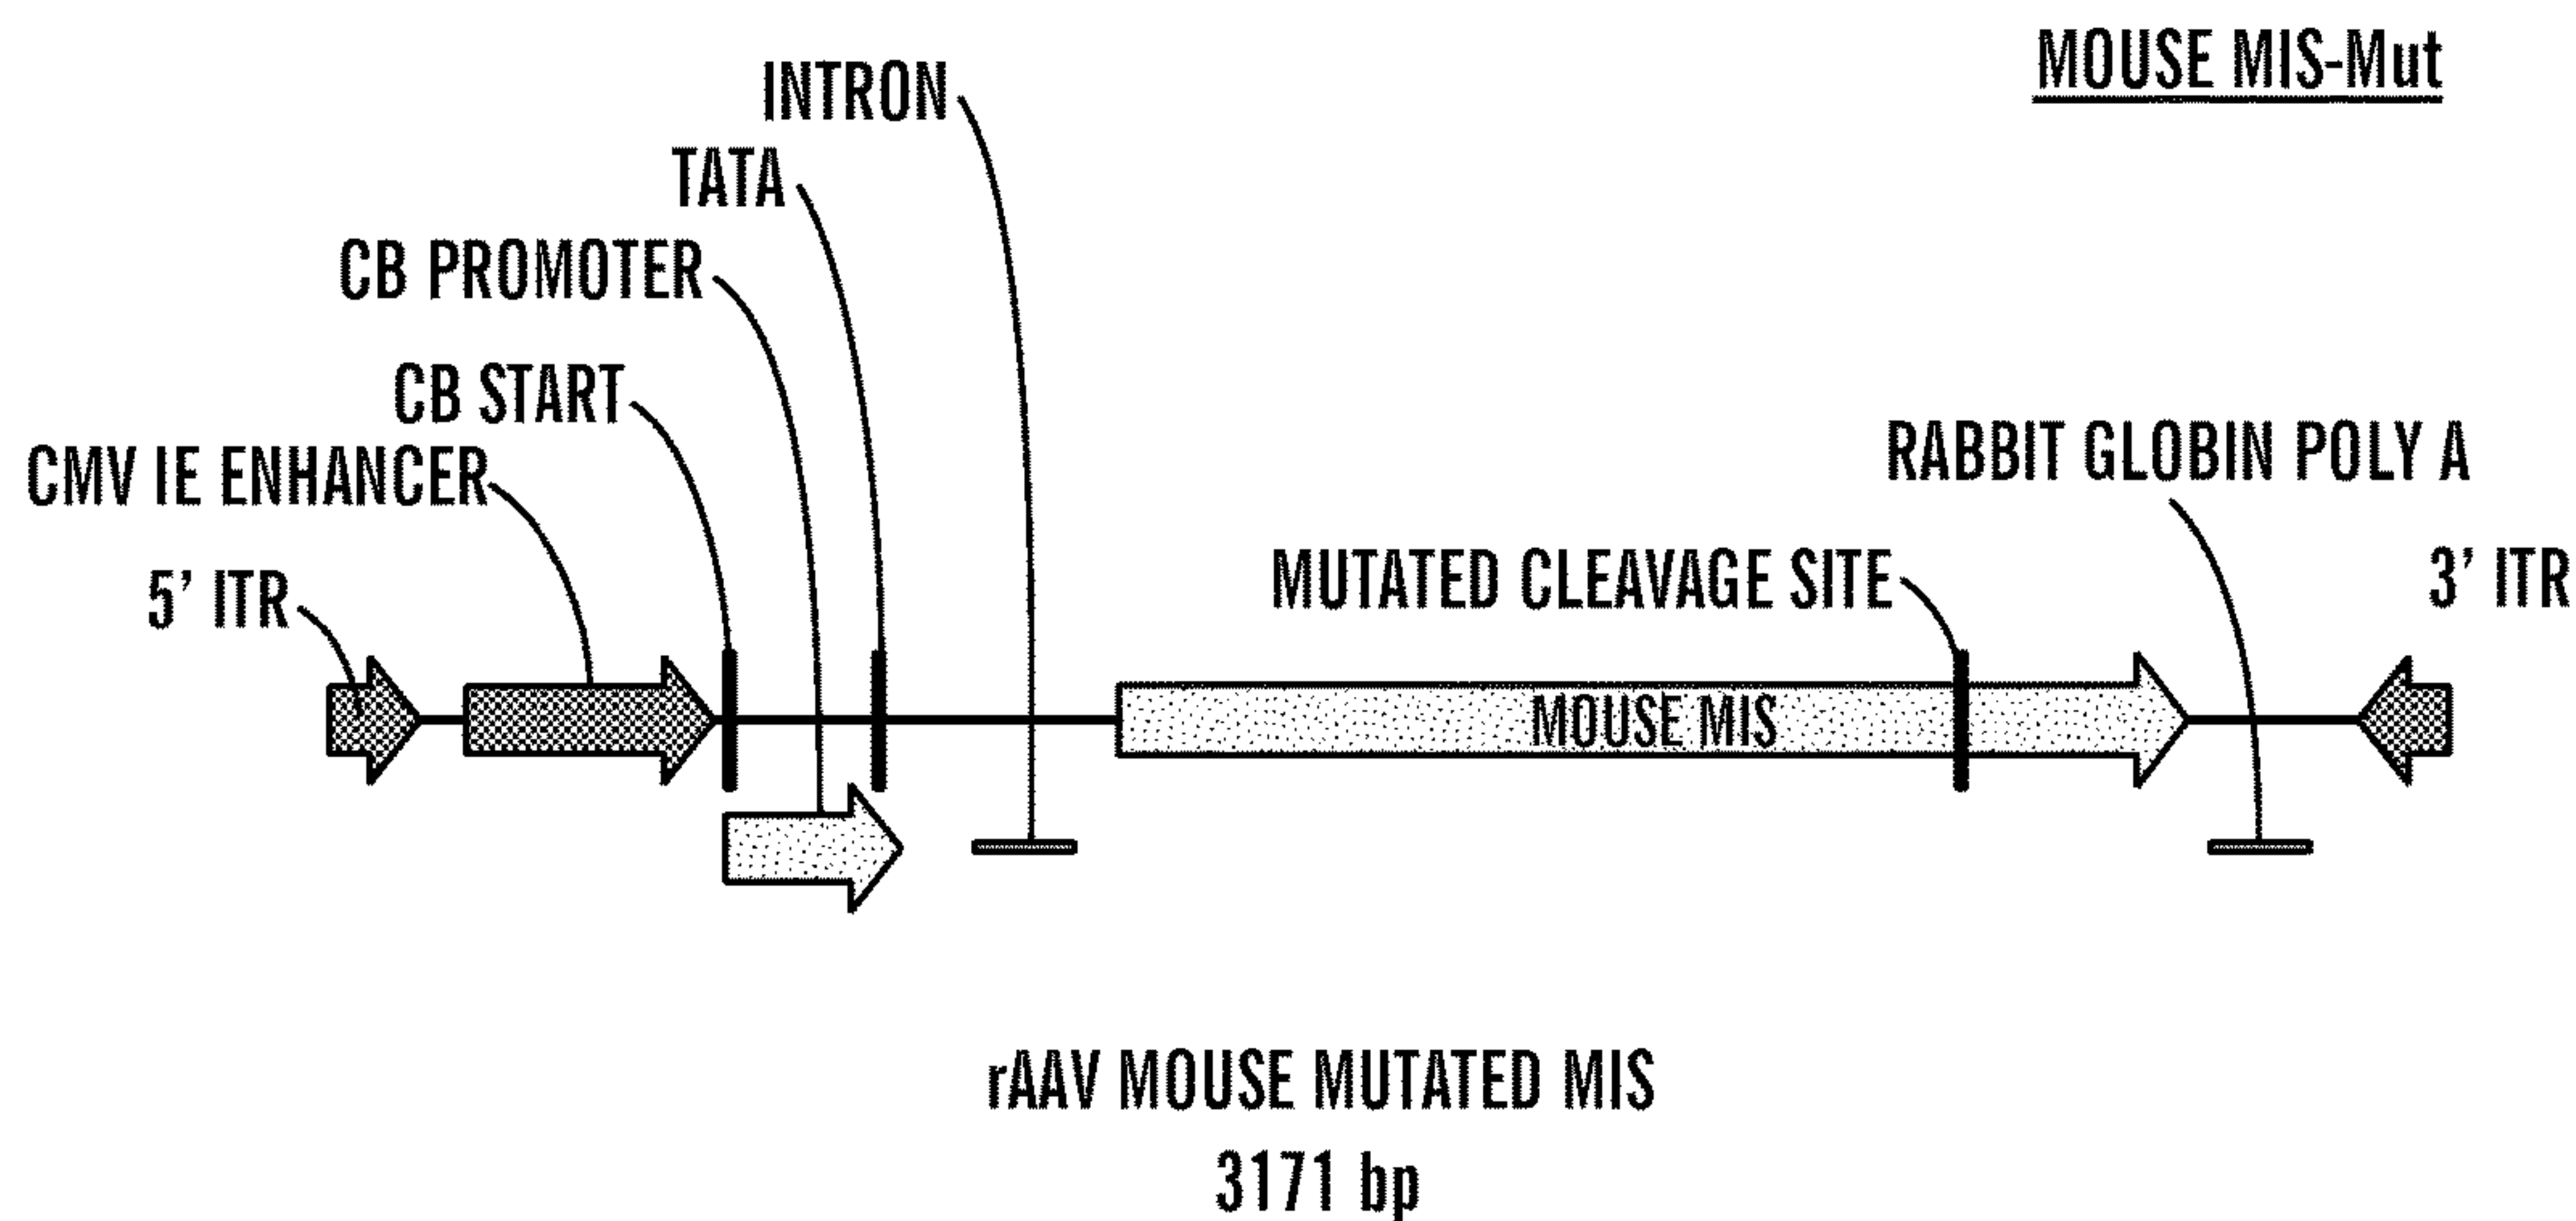 MOUSE MIS-Mut
INTRON
TATA
CB PROMOTER
CB START
CMV IE ENHANCER
RABBIT GLOBIN POLY A
MUTATED CLEAVAGE SITE
3' ITR
5' ITR
MOUSE MIS
rAAV MOUSE MUTATED MIS
3171 bp